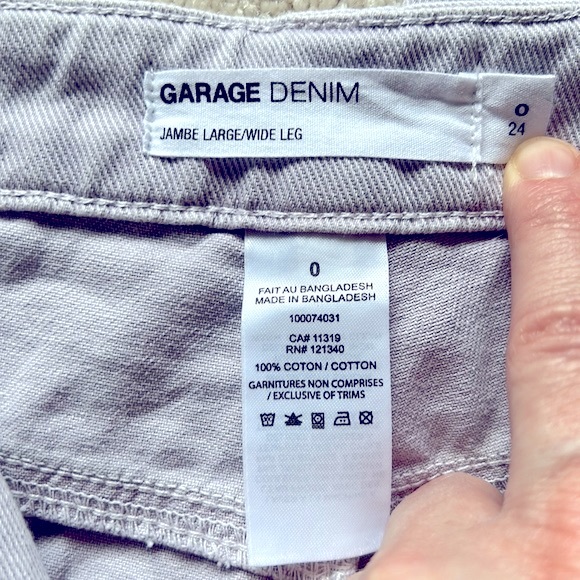 GARAGE DENIM
JAMBE LARGE/WIDE LEG
0
24
0
FAIT AU BANGLADESH
MADE IN BANGLADESH
100074031
CA# 11319
RN# 121340
100% COTON / COTTON
GARNITURES NON COMPRISES
/ EXCLUSIVE OF TRIMS